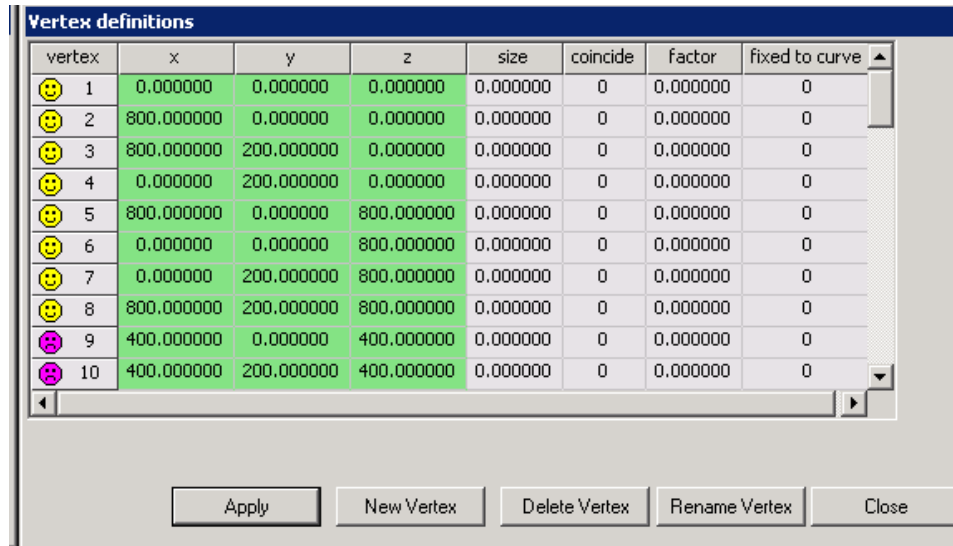 Vertex definitions
vertex x y z size coincide factor fixed to curve
1 0.000000 0.000000 0.000000 0.000000 0 0.000000 0
2 800.000000 0.000000 0.000000 0.000000 0 0.000000 0
3 800.000000 200.000000 0.000000 0.000000 0 0.000000 0
4 0.000000 200.000000 0.000000 0.000000 0 0.000000 0
5 800.000000 0.000000 800.000000 0.000000 0 0.000000 0
6 0.000000 0.000000 800.000000 0.000000 0 0.000000 0
7 0.000000 200.000000 800.000000 0.000000 0 0.000000 0
8 800.000000 200.000000 800.000000 0.000000 0 0.000000 0
9 400.000000 0.000000 400.000000 0.000000 0 0.000000 0
10 400.000000 200.000000 400.000000 0.000000 0 0.000000 0
Apply New Vertex Delete Vertex Rename Vertex Close